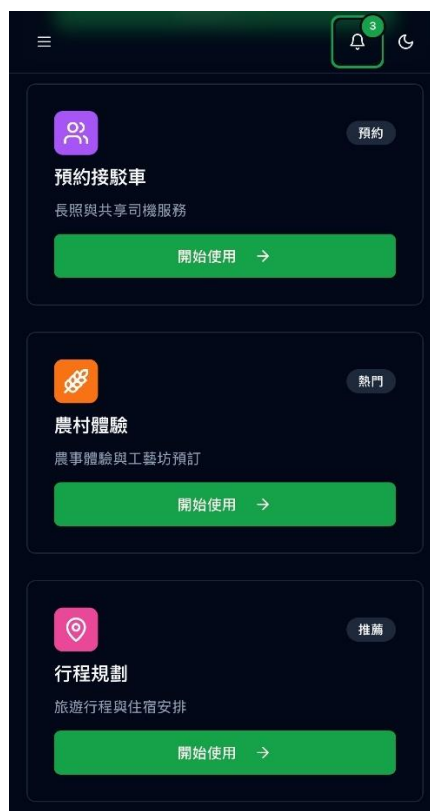 3
預約
預約接駁車
長照與共享司機服務
開始使用 →
熱門
農村體驗
農事體驗與工藝坊預訂
開始使用 →
推薦
行程規劃
旅遊行程與住宿安排
開始使用 →